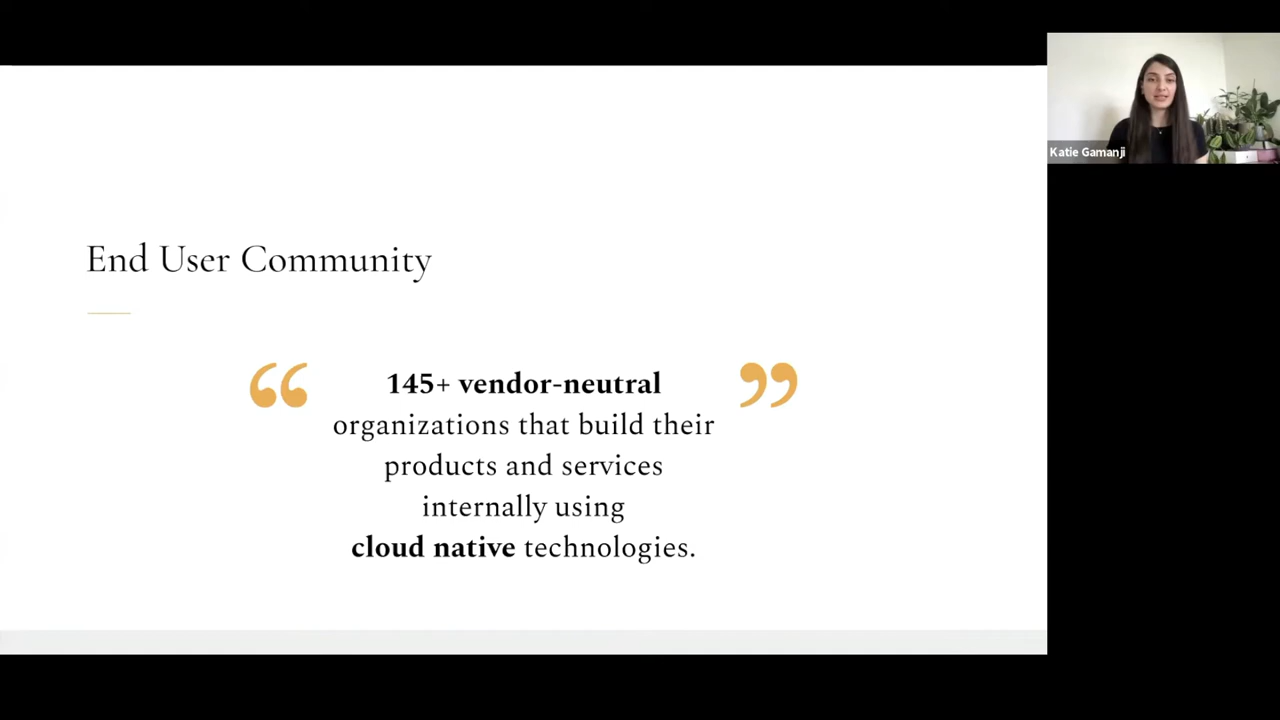 Katie Gamanji
End User Community
“ 145+ vendor-neutral ”
organizations that build their
products and services
internally using
cloud native technologies.